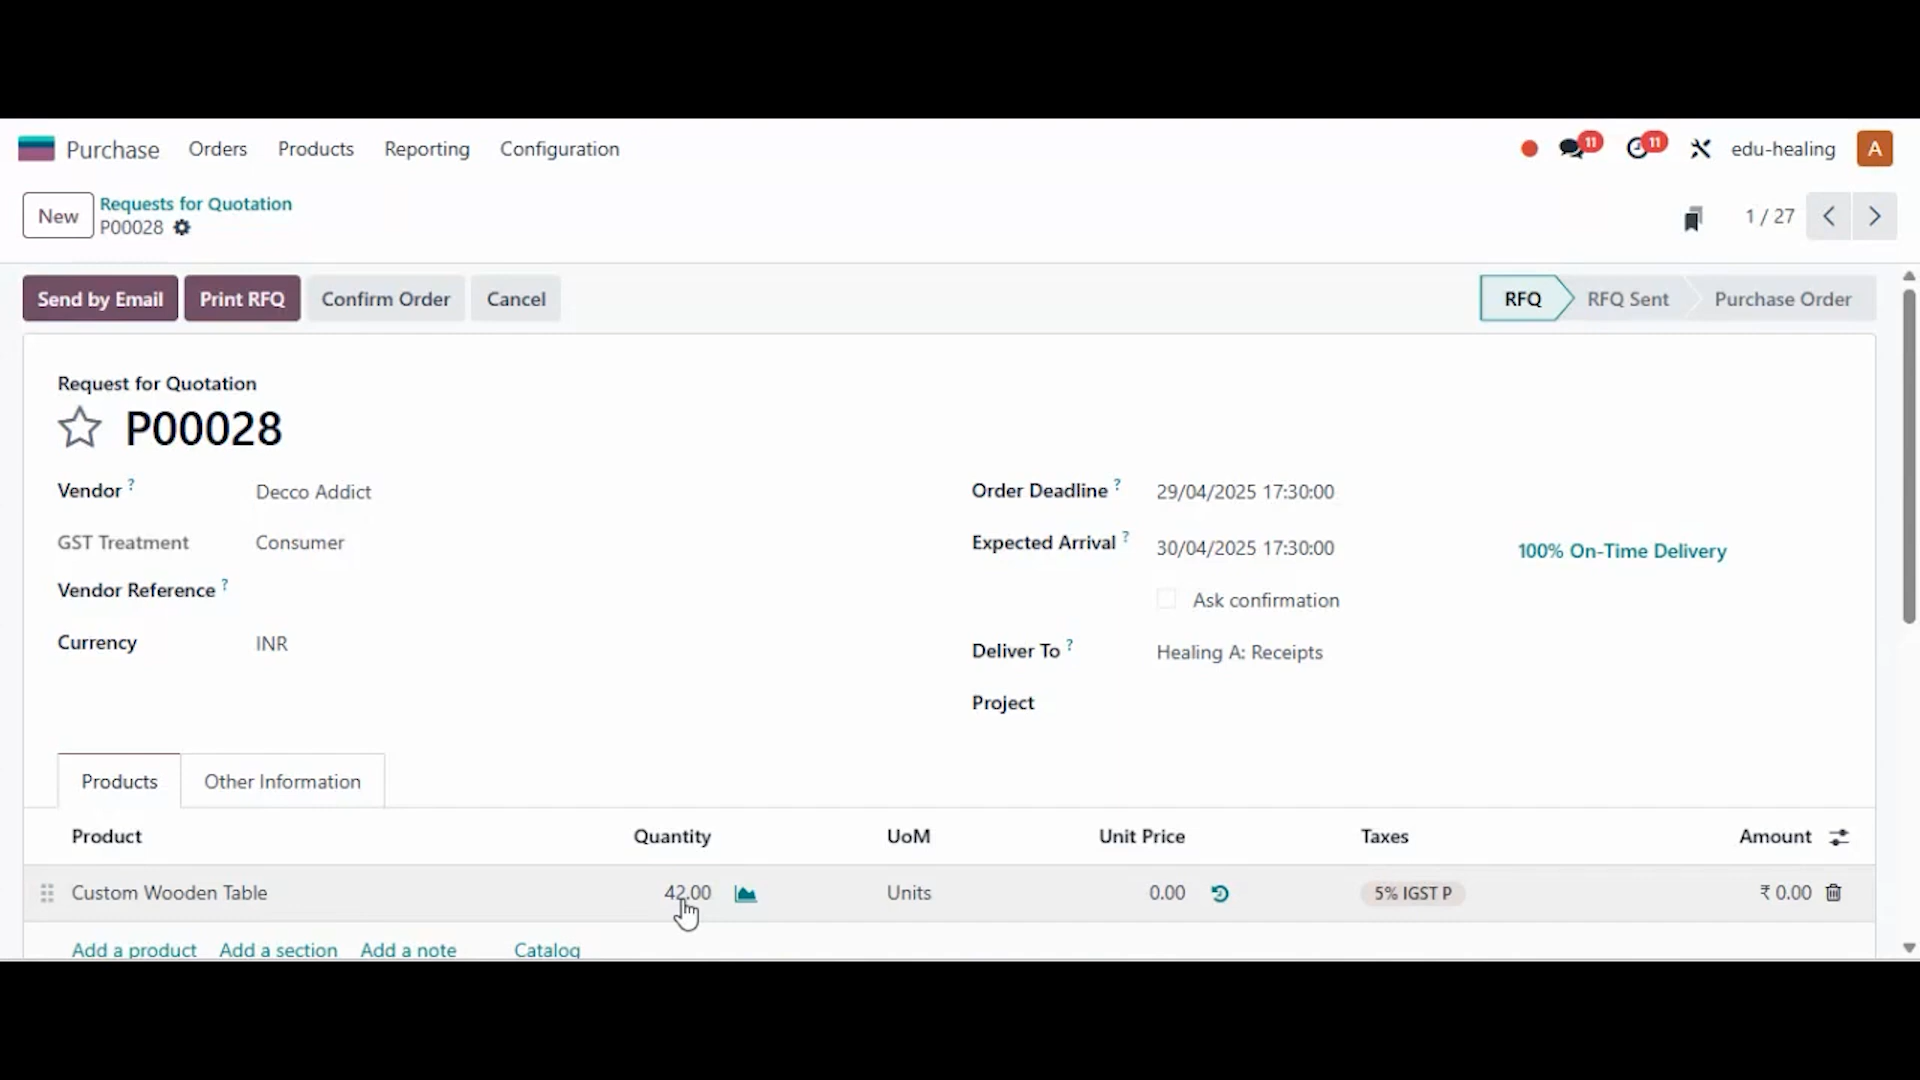 Purchase Orders Products Reporting Configuration 11 11 edu-healing A
New Requests for Quotation 1 / 27
P00028
Send by Email Print RFQ Confirm Order Cancel RFQ RFQ Sent Purchase Order
Request for Quotation
P00028
Vendor ? Decco Addict Order Deadline ? 29/04/2025 17:30:00
GST Treatment Consumer Expected Arrival ? 30/04/2025 17:30:00 100% On-Time Delivery
Vendor Reference ? Ask confirmation
Currency INR Deliver To ? Healing A: Receipts
Project
Products Other Information
Product Quantity UoM Unit Price Taxes Amount
Custom Wooden Table 42.00 Units 0.00 5% IGST P ₹ 0.00
Add a product Add a section Add a note Catalog